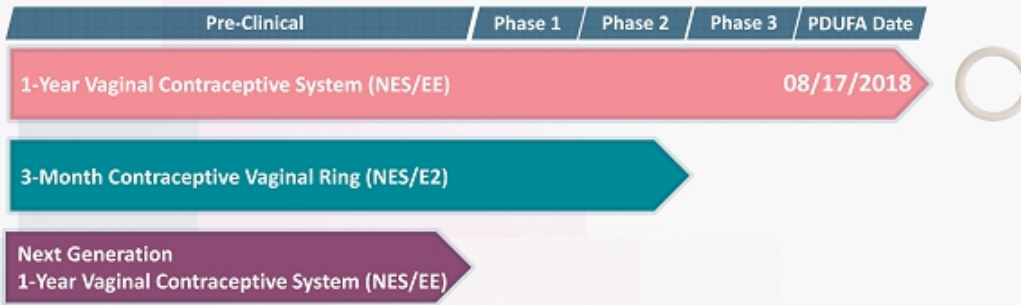 Pre-Clinical Phase 1 Phase 2 Phase 3 PDUFA Date
1-Year Vaginal Contraceptive System (NES/EE) 08/17/2018
3-Month Contraceptive Vaginal Ring (NES/E2)
Next Generation
1-Year Vaginal Contraceptive System (NES/EE)